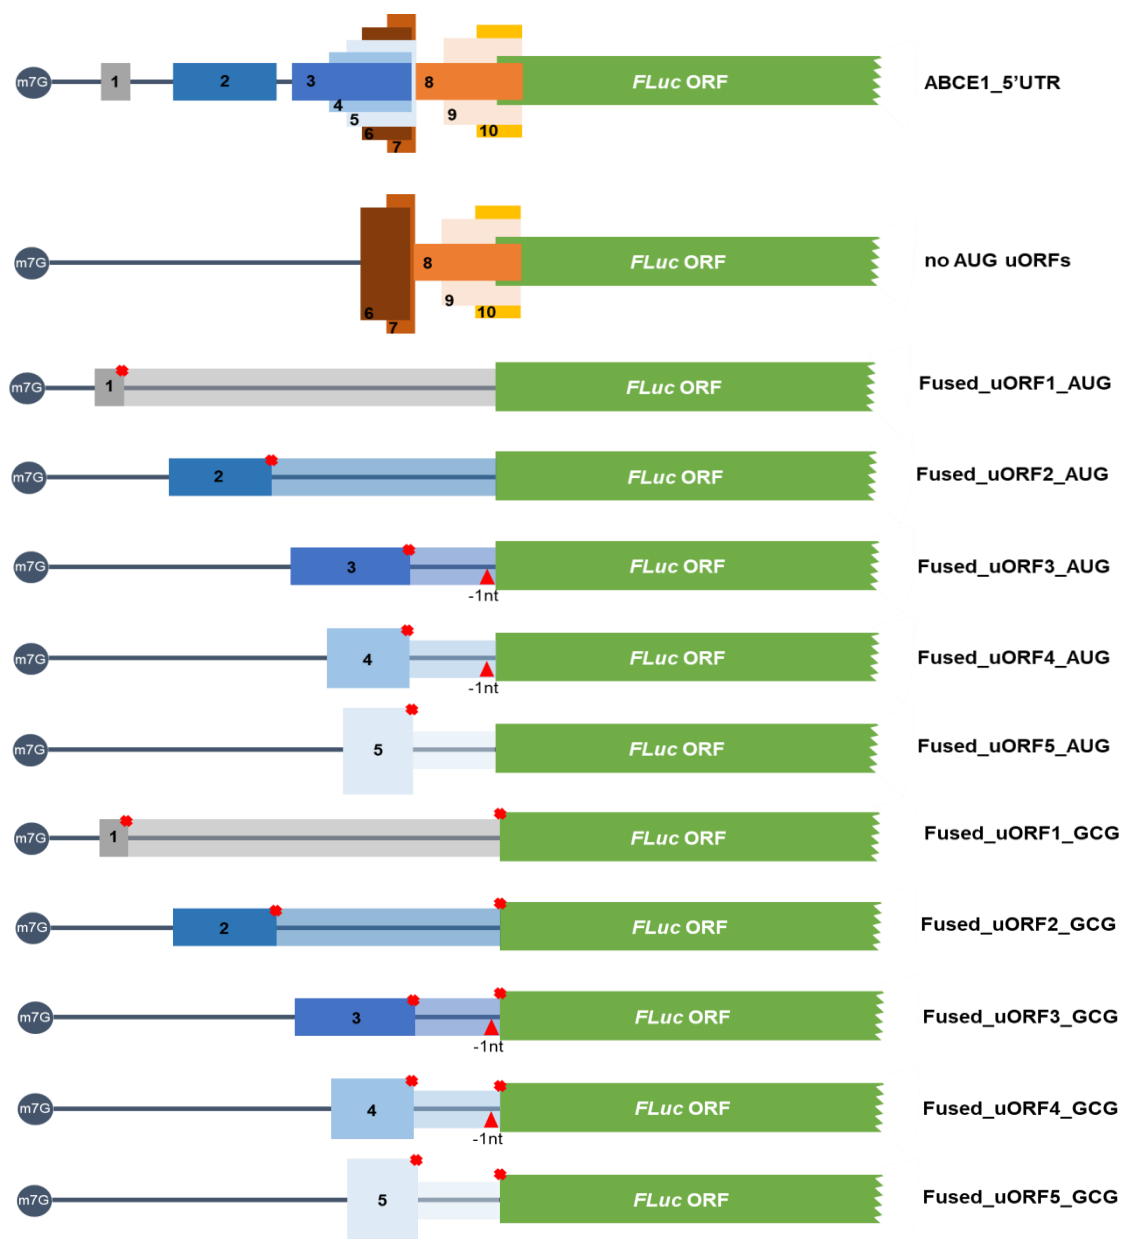 m7G 1 2 3 4 5 6 7 8 9 10 FLuc ORF ABCE1_5’UTR
m7G 6 7 8 9 10 FLuc ORF no AUG uORFs
m7G 1 FLuc ORF Fused_uORF1_AUG
m7G 2 FLuc ORF Fused_uORF2_AUG
m7G 3 FLuc ORF Fused_uORF3_AUG
-1nt
m7G 4 FLuc ORF Fused_uORF4_AUG
-1nt
m7G 5 FLuc ORF Fused_uORF5_AUG
m7G 1 FLuc ORF Fused_uORF1_GCG
m7G 2 FLuc ORF Fused_uORF2_GCG
m7G 3 FLuc ORF Fused_uORF3_GCG
-1nt
m7G 4 FLuc ORF Fused_uORF4_GCG
-1nt
m7G 5 FLuc ORF Fused_uORF5_GCG